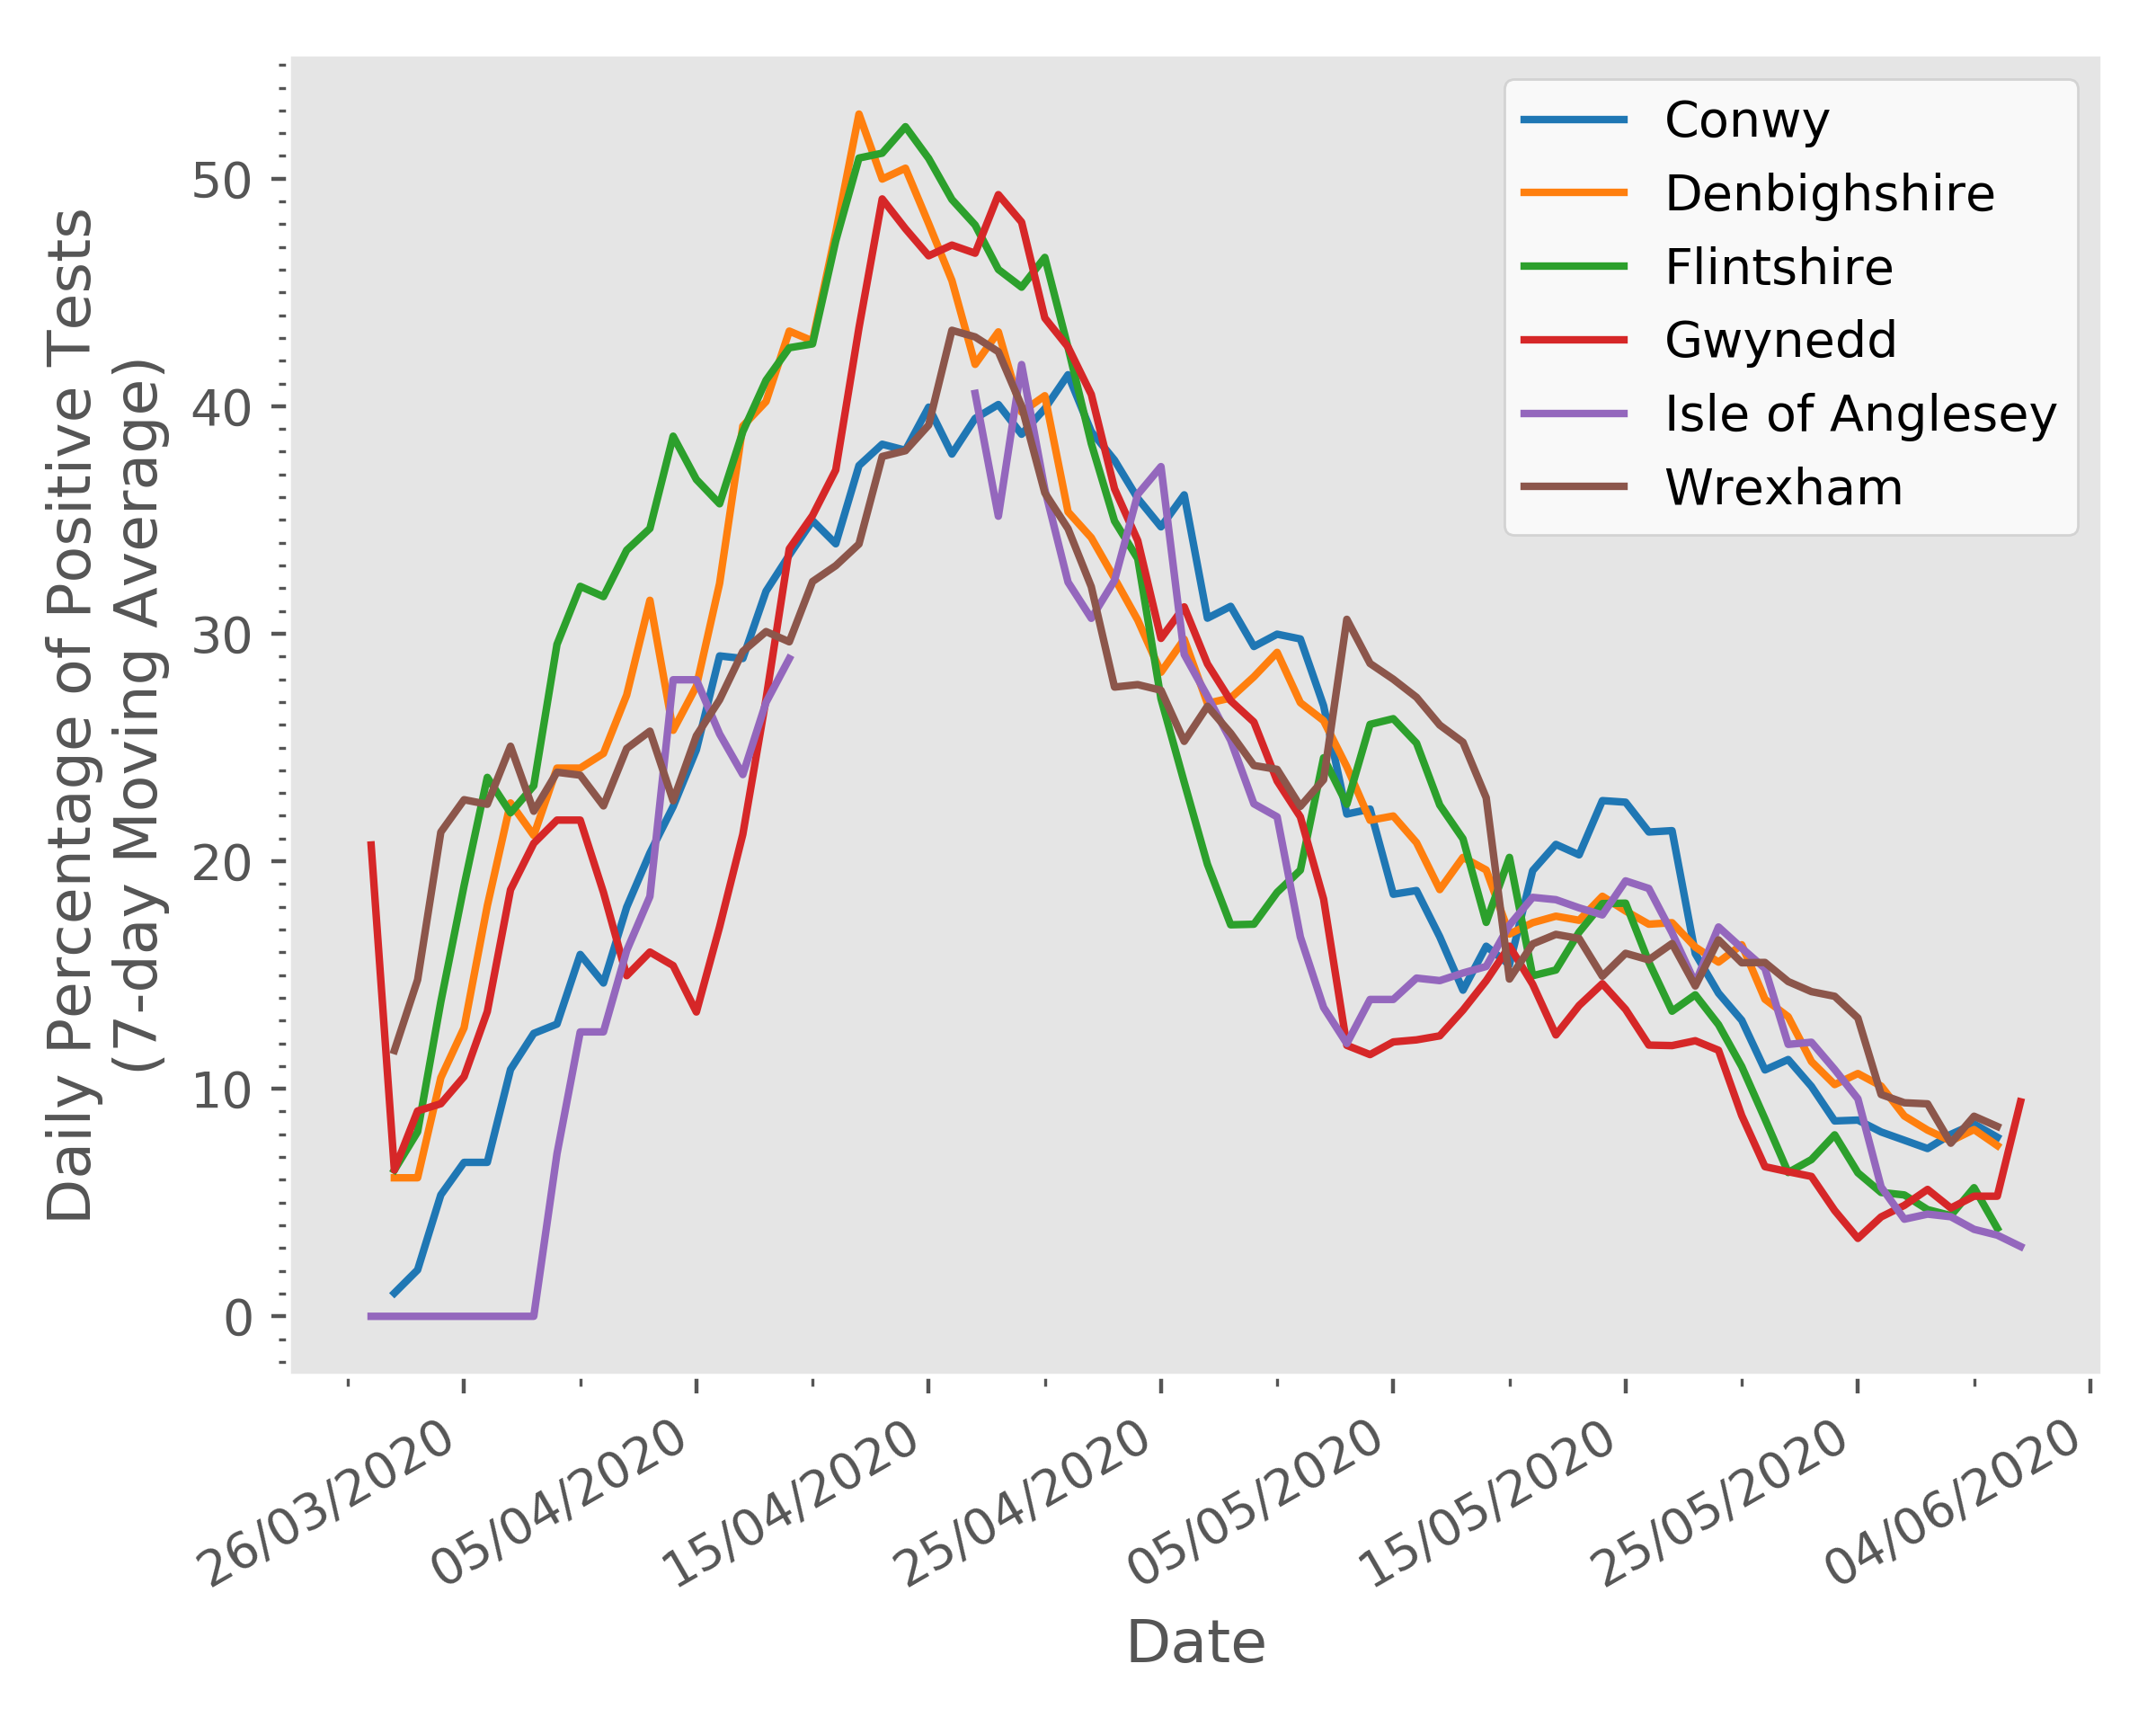 Daily Percentage of Positive Tests
(7-day Moving Average)
50
40
30
20
10
0
Conwy
Denbighshire
Flintshire
Gwynedd
Isle of Anglesey
Wrexham
26/03/2020
05/04/2020
15/04/2020
25/04/2020
05/05/2020
15/05/2020
25/05/2020
04/06/2020
Date